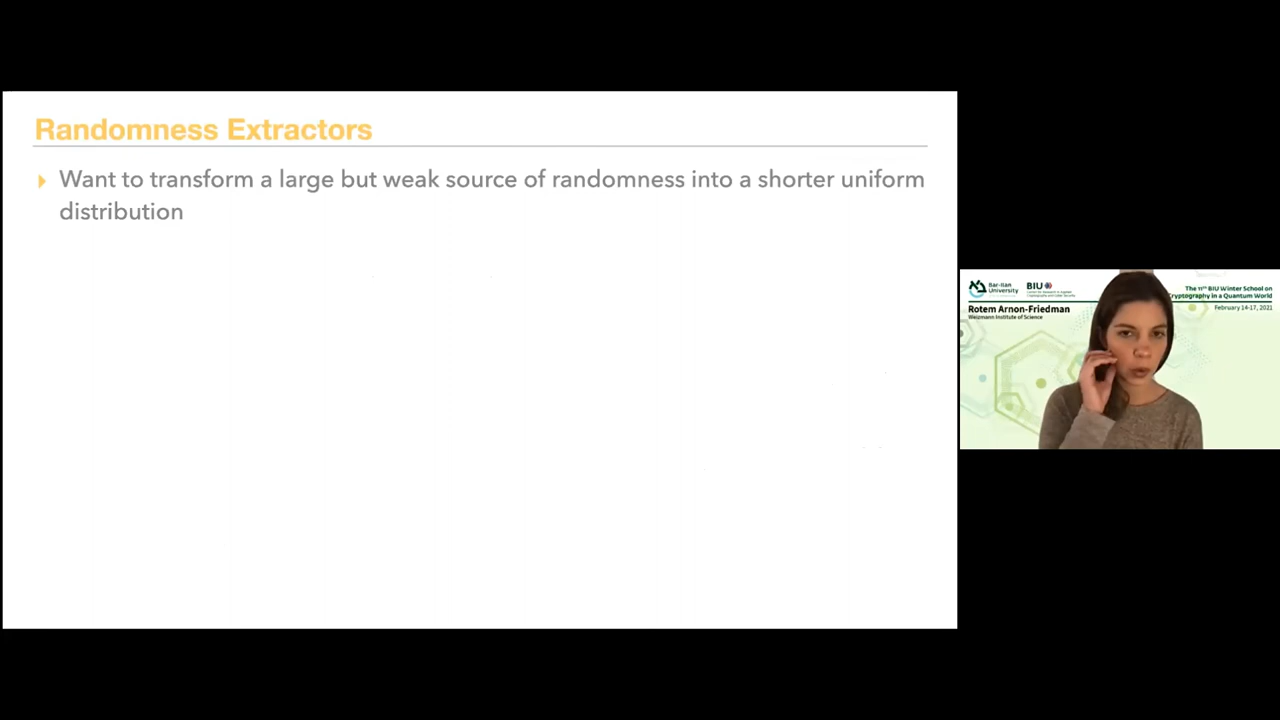 Randomness Extractors
Want to transform a large but weak source of randomness into a shorter uniform
distribution
Bar-Ilan
University
BIU
The 11th BIU Winter School on
Cryptography in a Quantum World
February 14-17, 2021
Rotem Arnon-Friedman
Weizmann Institute of Science